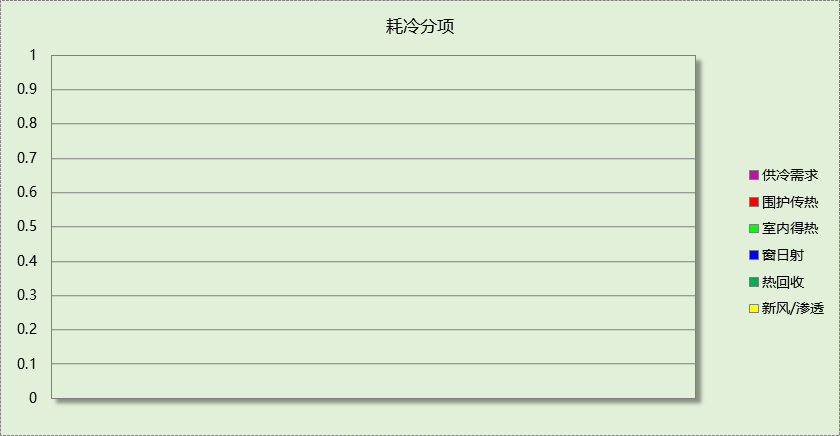 耗冷分项
1
0.9
0.8
0.7
0.6
0.5
0.4
0.3
0.2
0.1
0
供冷需求
围护传热
室内得热
窗日射
热回收
新风/渗透